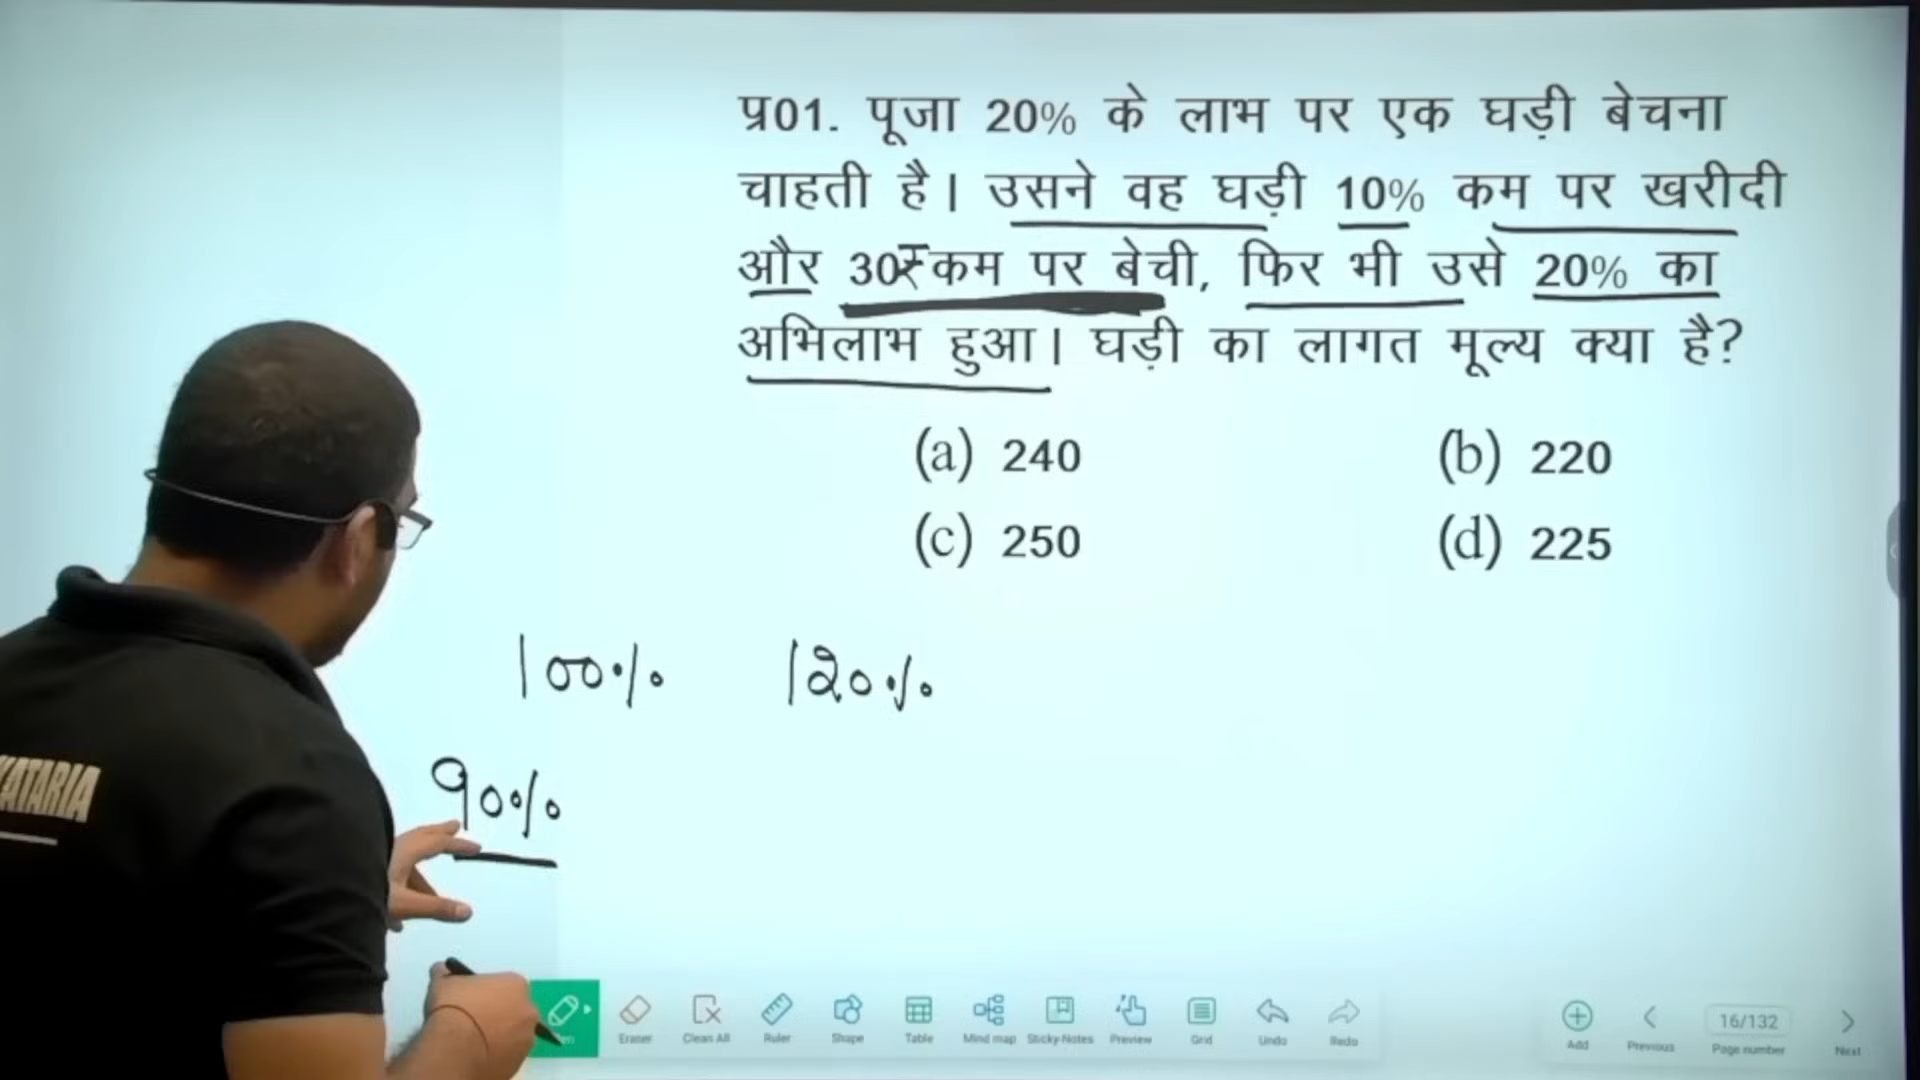 प्र01. पूजा 20% के लाभ पर एक घड़ी बेचना
चाहती है। उसने वह घड़ी 10% कम पर खरीदी
और 30₹ कम पर बेची, फिर भी उसे 20% का
अभिलाभ हुआ। घड़ी का लागत मूल्य क्या है?
(a) 240 (b) 220
(c) 250 (d) 225
100% 120%
90%
KATARIA
Eraser Clean All Ruler Shape Table Mind map Sticky-Notes Preview Grid Undo Redo
Add Previous 16/132 Page number Next